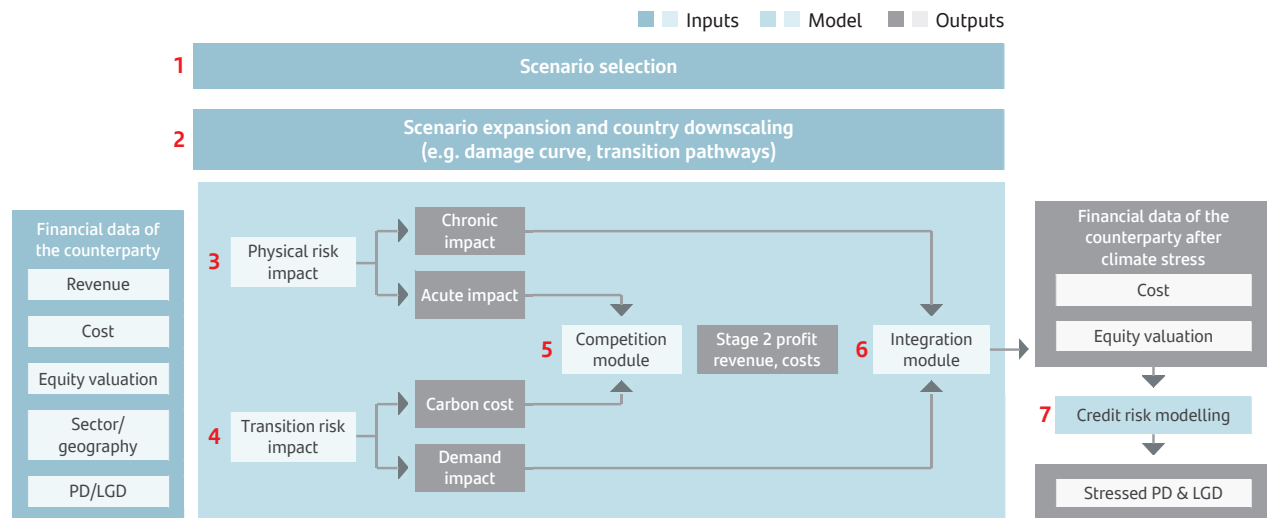 Inputs
Model
Outputs
1
Scenario selection
2
Scenario expansion and country downscaling
(e.g. damage curve, transition pathways)
Financial data of
the counterparty
Revenue
Cost
Equity valuation
Sector/
geography
PD/LGD
3
Physical risk
impact
Chronic
impact
Acute impact
4
Transition risk
impact
Carbon cost
Demand
impact
5
Competition
module
Stage 2 profit
revenue, costs
6
Integration
module
Financial data of the
counterparty after
climate stress
Cost
Equity valuation
7
Credit risk modelling
Stressed PD & LGD